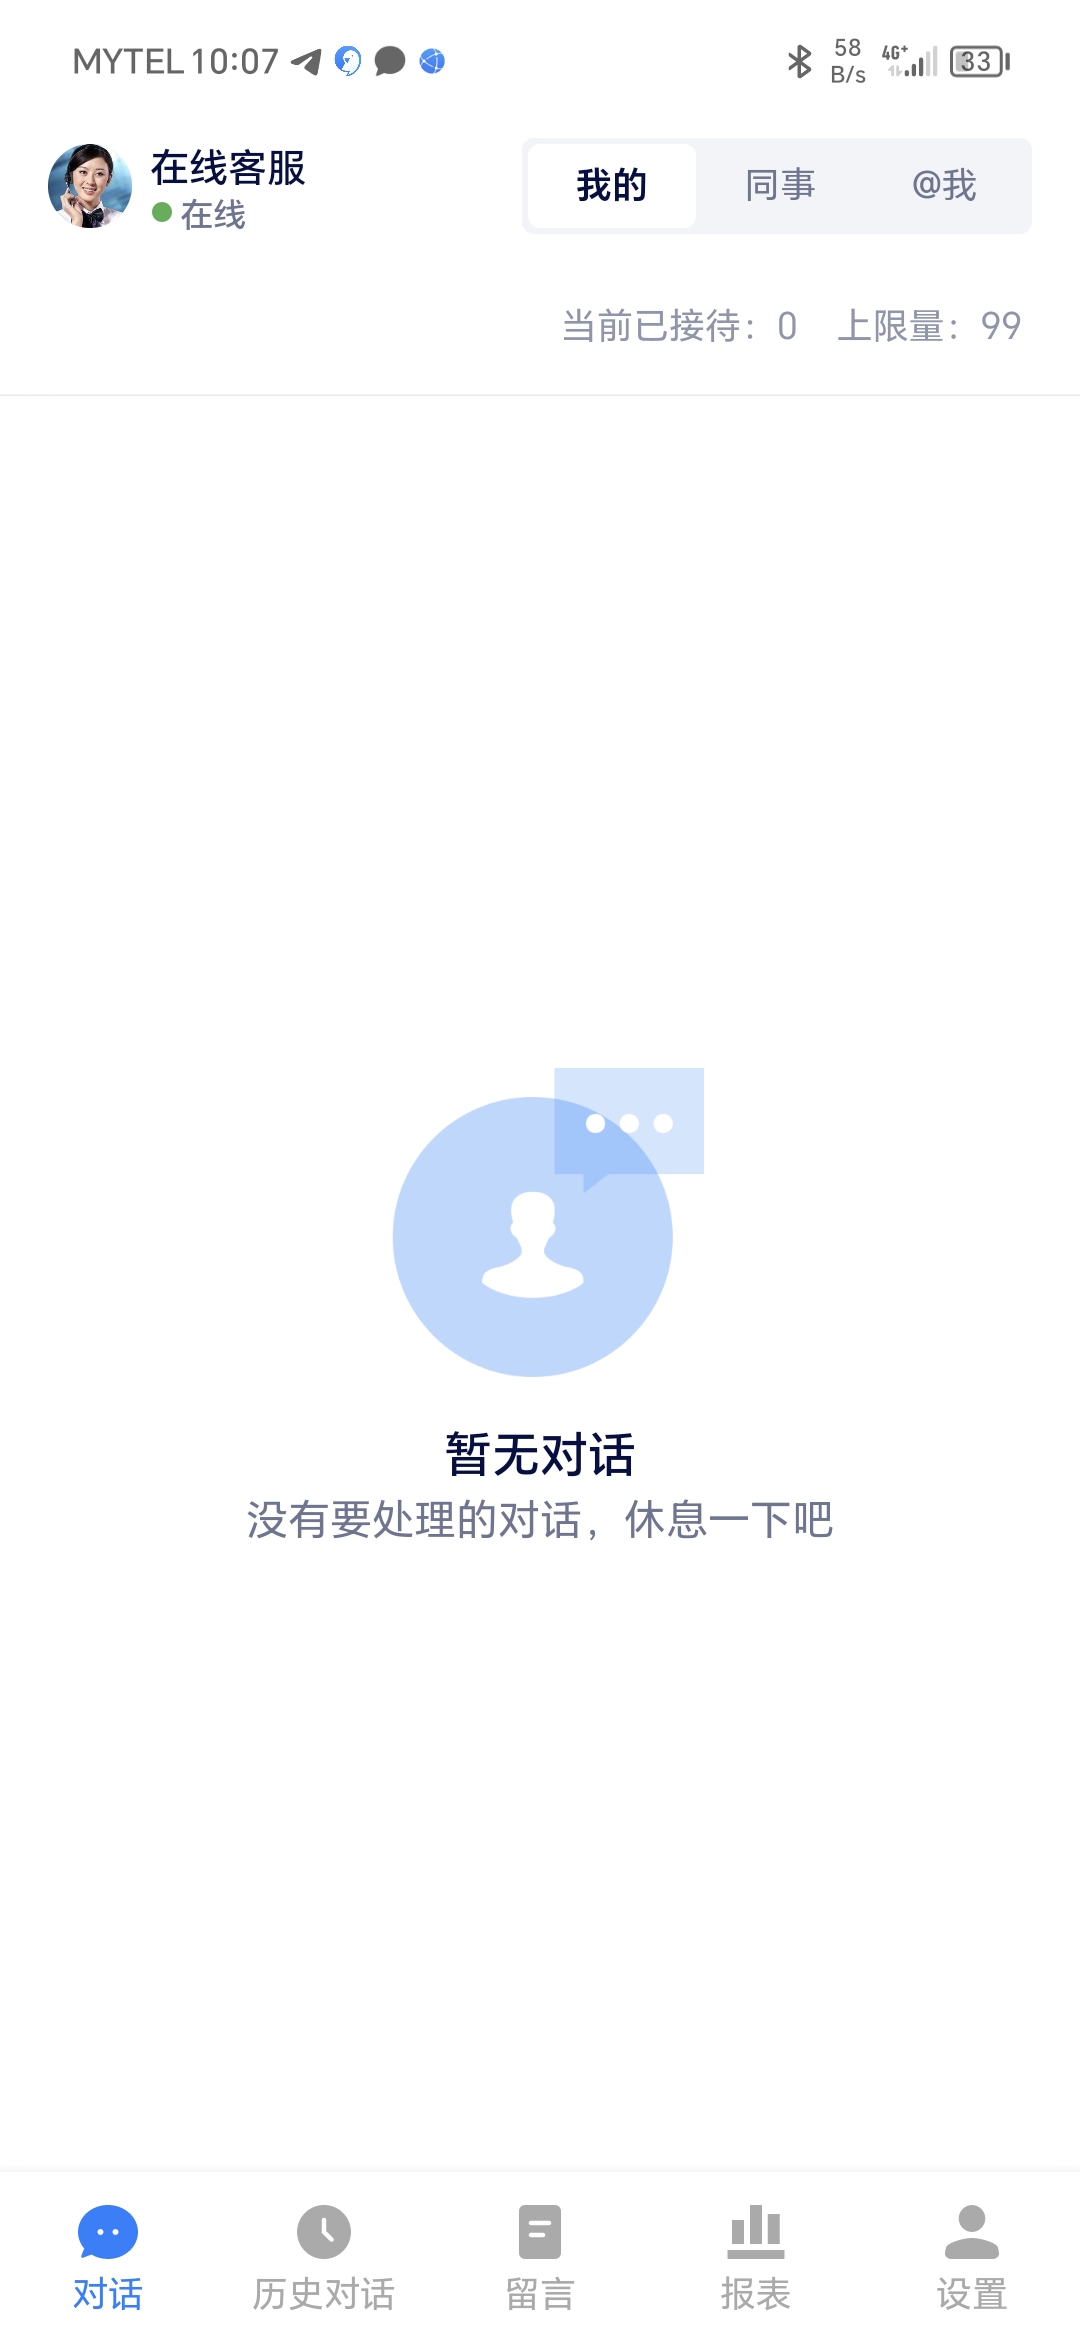 MYTEL 10:07
58 B/s 4G+ 33
在线客服
在线
我的 同事 @我
当前已接待：0 上限量：99
暂无对话
没有要处理的对话，休息一下吧
对话 历史对话 留言 报表 设置